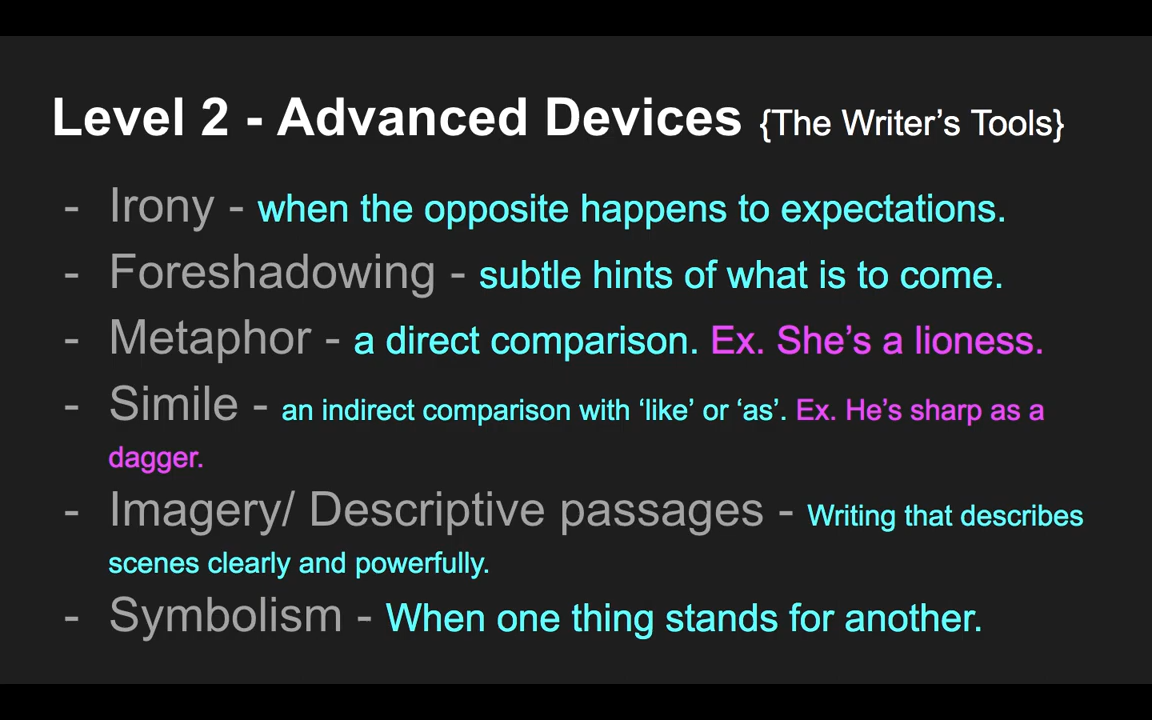 Level 2 - Advanced Devices {The Writer’s Tools}
- Irony - when the opposite happens to expectations.
- Foreshadowing - subtle hints of what is to come.
- Metaphor - a direct comparison. Ex. She’s a lioness.
- Simile - an indirect comparison with ‘like’ or ‘as’. Ex. He’s sharp as a
dagger.
- Imagery/ Descriptive passages - Writing that describes
scenes clearly and powerfully.
- Symbolism - When one thing stands for another.